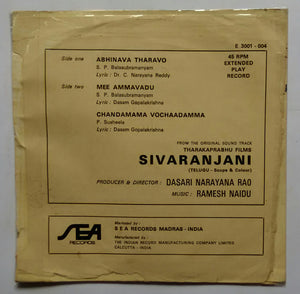 E 3001 - 004
Side one
ABHINAVA THARAVO
S. P. Balasubramanyam
Lyric : Dr. C. Narayana Reddy
45 RPM
EXTENDED
PLAY
RECORD
Side two
MEE AMMAVADU
S. P. Balasubramanyam
Lyric : Dasam Gopalakrishna
CHANDAMAMA VOCHAADAMMA
P. Susheela
Lyric : Dasam Gopalakrishna
FROM THE ORIGINAL SOUND TRACK
THARAKAPRABHU FILMS
SIVARANJANI
(TELUGU - Scope & Colour)
PRODUCER & DIRECTOR : DASARI NARAYANA RAO
MUSIC : RAMESH NAIDU
SEA
RECORDS
Marketed by :
S E A RECORDS MADRAS - INDIA
Manufactured by :
THE INDIAN RECORD MANUFACTURING COMPANY LIMITED
CALCUTTA - INDIA